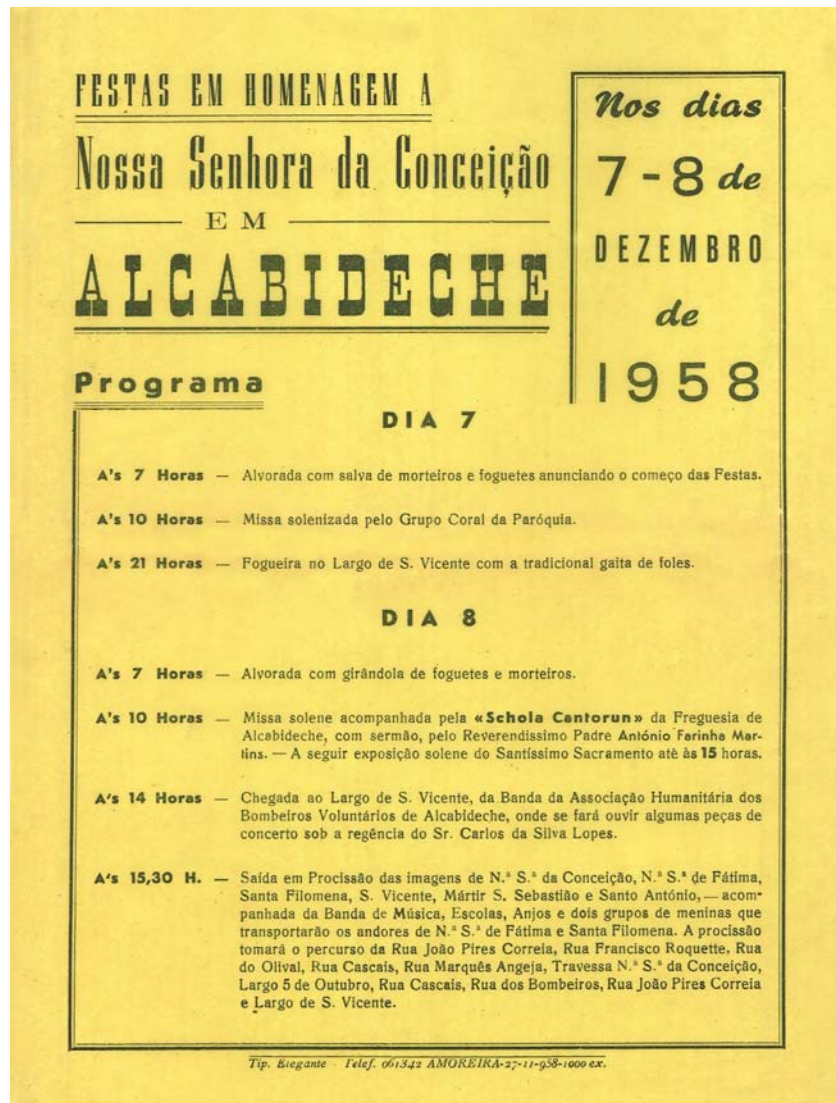 FESTAS EM HOMENAGEM A
Nossa Senhora da Conceição
EM
ALCABIDECHE
Nos dias
7-8 de
DEZEMBRO
de
1958
Programa
DIA 7
A's 7 Horas — Alvorada com salva de morteiros e foguetes anunciando o começo das Festas.
A's 10 Horas — Missa solenizada pelo Grupo Coral da Paróquia.
A's 21 Horas — Fogueira no Largo de S. Vicente com a tradicional gaita de foles.
DIA 8
A's 7 Horas — Alvorada com girândola de foguetes e morteiros.
A's 10 Horas — Missa solene acompanhada pela «Schola Cantorun» da Freguesia de
Alcabideche, com sermão, pelo Reverendissimo Padre António Farinha Mar-
tins. — A seguir exposição solene do Santíssimo Sacramento até às 15 horas.
A's 14 Horas — Chegada ao Largo de S. Vicente, da Banda da Associação Humanitária dos
Bombeiros Voluntários de Alcabideche, onde se fará ouvir algumas peças de
concerto sob a regência do Sr. Carlos da Silva Lopes.
A's 15,30 H. — Saída em Procissão das imagens de N.ª S.ª da Conceição, N.ª S.ª de Fátima,
Santa Filomena, S. Vicente, Mártir S. Sebastião e Santo António, — acom-
panhada da Banda de Música, Escolas, Anjos e dois grupos de meninas que
transportarão os andores de N.ª S.ª de Fátima e Santa Filomena. A procissão
tomará o percurso da Rua João Pires Correia, Rua Francisco Roquette, Rua
do Olival, Rua Cascais, Rua Marquês Angeja, Travessa N.ª S.ª da Conceição,
Largo 5 de Outubro, Rua Cascais, Rua dos Bombeiros, Rua João Pires Correia
e Largo de S. Vicente.
Tip. Elegante - Telef. 061342 AMOREIRA-27-11-958-1000 ex.